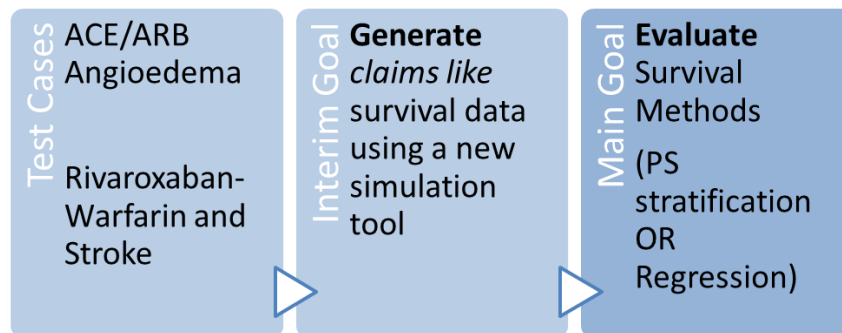 Test Cases
ACE/ARB
Angioedema
Rivaroxaban-
Warfarin and
Stroke
Interim Goal
Generate
claims like
survival data
using a new
simulation
tool
Main Goal
Evaluate
Survival
Methods
(PS
stratification
OR
Regression)